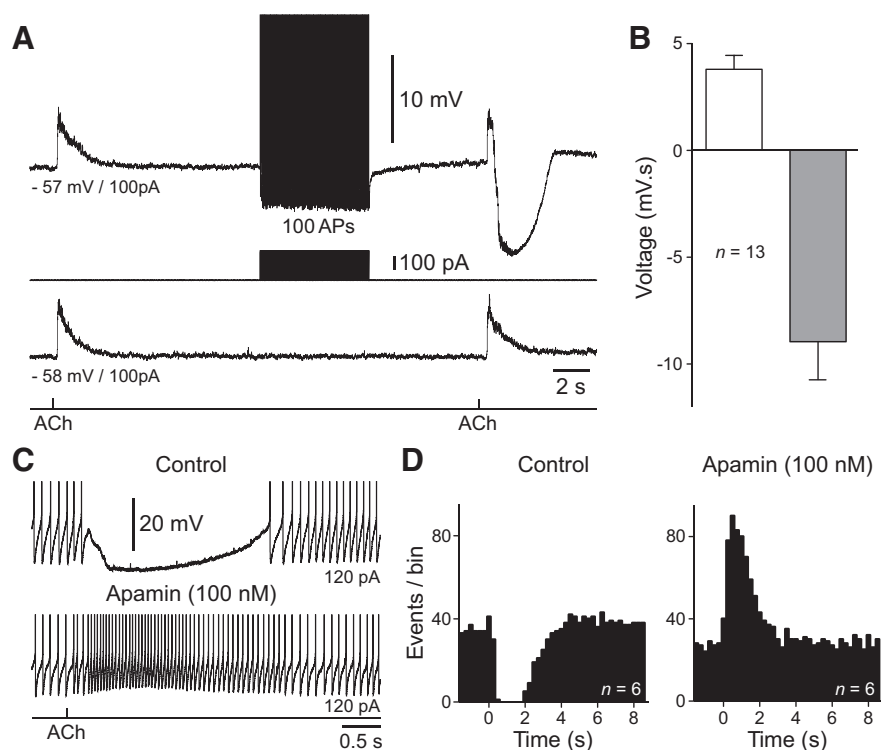 A
10 mV
- 57 mV / 100pA
100 APs
100 pA
- 58 mV / 100pA
2 s
ACh
ACh
B
Voltage (mV.s)
5
0
-5
-10
n = 13
C
Control
20 mV
120 pA
Apamin (100 nM)
120 pA
ACh
0.5 s
D
Control
Apamin (100 nM)
Events / bin
80
40
0
n = 6
0 2 4 6 8
Time (s)
80
40
0
n = 6
0 2 4 6 8
Time (s)